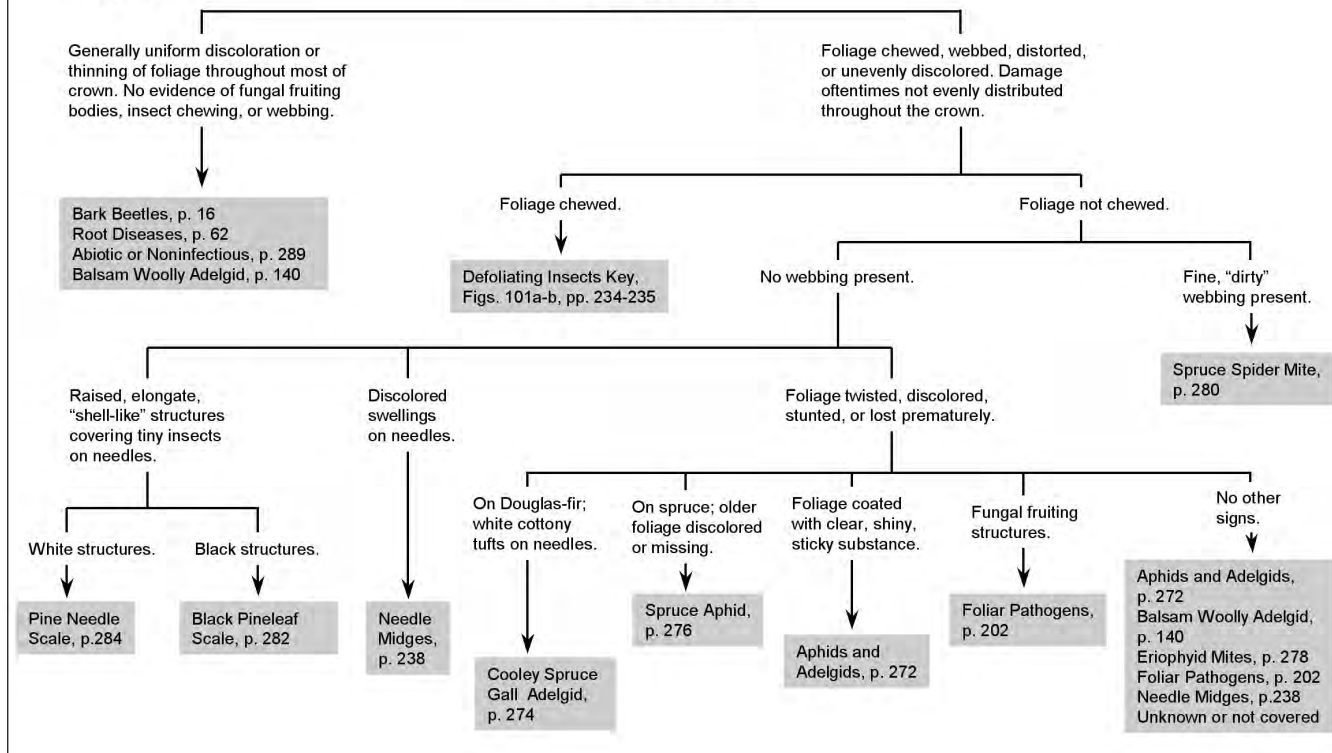 Generally uniform discoloration or
thinning of foliage throughout most of
crown. No evidence of fungal fruiting
bodies, insect chewing, or webbing.
Foliage chewed, webbed, distorted,
or unevenly discolored. Damage
oftentimes not evenly distributed
throughout the crown.
Bark Beetles, p. 16
Root Diseases, p. 62
Abiotic or Noninfectious, p. 289
Balsam Woolly Adelgid, p. 140
Foliage chewed.
Foliage not chewed.
Defoliating Insects Key,
Figs. 101a-b, pp. 234-235
No webbing present.
Fine, “dirty”
webbing present.
Spruce Spider Mite,
p. 280
Raised, elongate,
“shell-like” structures
covering tiny insects
on needles.
Discolored
swellings
on needles.
Foliage twisted, discolored,
stunted, or lost prematurely.
White structures.
Black structures.
On Douglas-fir;
white cottony
tufts on needles.
On spruce; older
foliage discolored
or missing.
Foliage coated
with clear, shiny,
sticky substance.
Fungal fruiting
structures.
No other
signs.
Pine Needle
Scale, p.284
Black Pineleaf
Scale, p. 282
Needle
Midges,
p. 238
Cooley Spruce
Gall Adelgid,
p. 274
Spruce Aphid,
p. 276
Aphids and
Adelgids, p. 272
Foliar Pathogens,
p. 202
Aphids and Adelgids,
p. 272
Balsam Woolly Adelgid,
p. 140
Eriophyid Mites, p. 278
Foliar Pathogens, p. 202
Needle Midges, p.238
Unknown or not covered